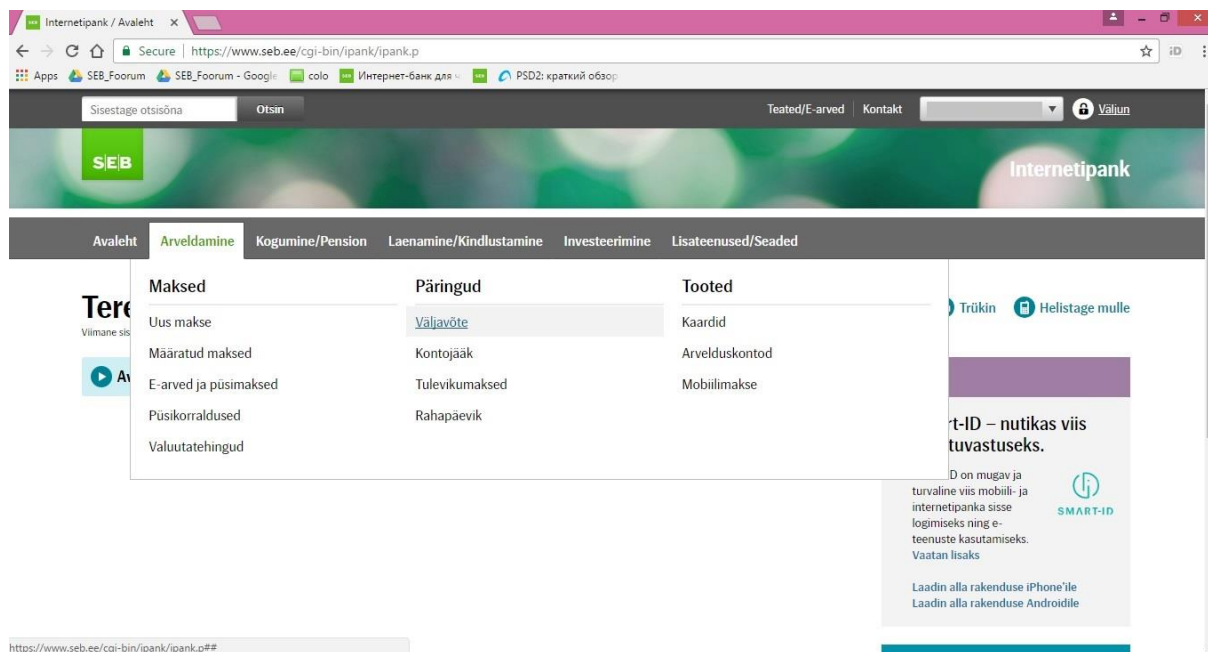 Internetipank / Avaleht
Secure | https://www.seb.ee/cgi-bin/ipank/ipank.p
Apps SEB_Foorum SEB_Foorum - Google colo Интернет-банк для PSD2: краткий обзор
Sisestage otsisõna Otsin Teated/E-arved Kontakt Väljun
SEB
Internetipank
Avaleht Arveldamine Kogumine/Pension Laenamine/Kindlustamine Investeerimine Lisateenused/Seaded
Maksed
Uus makse
Määratud maksed
E-arved ja püsimaksed
Püsikorraldused
Valuutatehingud
Päringud
Väljavõte
Kontojääk
Tulevikumaksed
Rahapäevik
Tooted
Kaardid
Arvelduskontod
Mobiilimakse
Tere
Viimane sis
Trükin Helistage mulle
t-ID – nutikas viis
tuvastuseks.
D on mugav ja
turvaline viis mobiili- ja
internetipanka sisse
logimiseks ning e-
teenuste kasutamiseks.
Vaatan lisaks
SMART-ID
Laadin alla rakenduse iPhone'ile
Laadin alla rakenduse Androidile
https://www.seb.ee/cgi-bin/ipank/ipank.p##